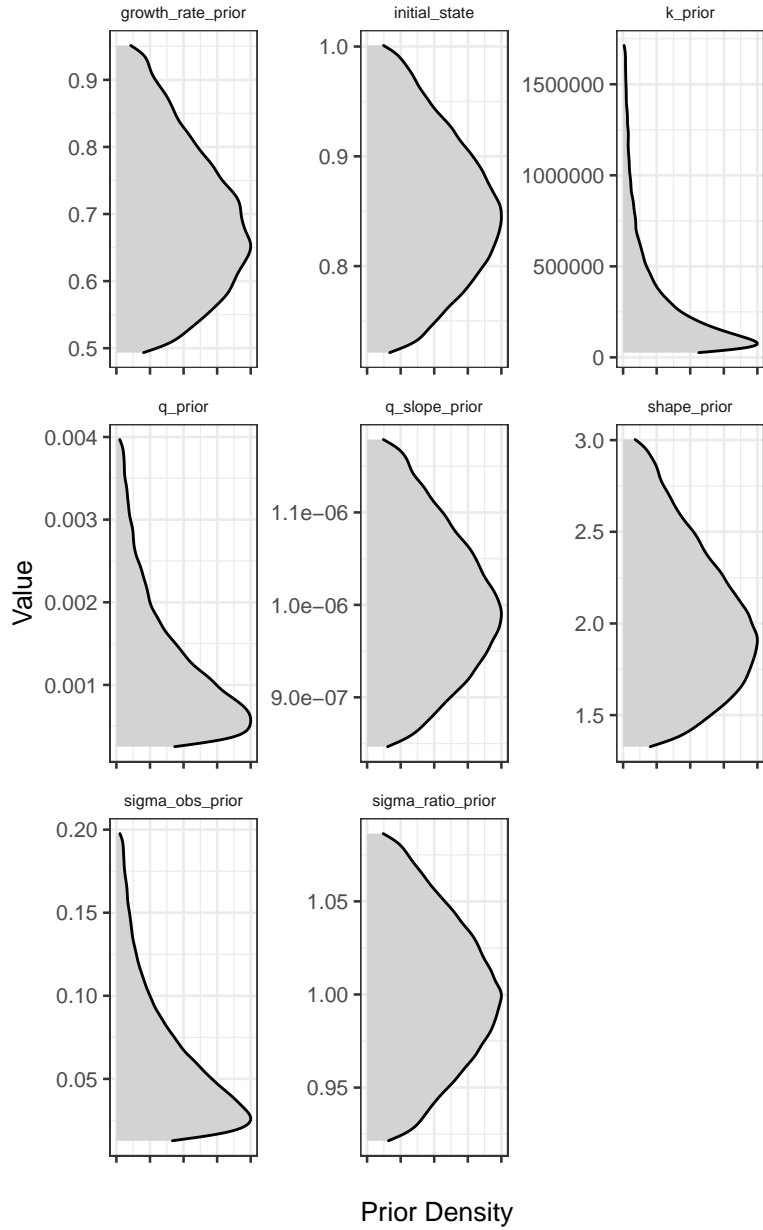 growth_rate_prior
initial_state
k_prior
0.9
0.8
0.7
0.6
0.5
1.0
0.9
0.8
1500000
1000000
500000
0
q_prior
q_slope_prior
shape_prior
0.004
0.003
0.002
0.001
1.1e-06
1.0e-06
9.0e-07
3.0
2.5
2.0
1.5
Value
sigma_obs_prior
sigma_ratio_prior
0.20
0.15
0.10
0.05
1.05
1.00
0.95
Prior Density